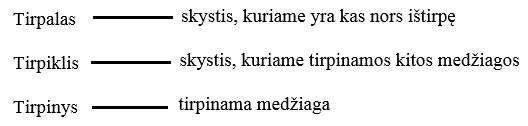 Tirpalas skystis, kuriame yra kas nors ištirpę
Tirpiklis skystis, kuriame tirpinamos kitos medžiagos
Tirpinys tirpinama medžiaga